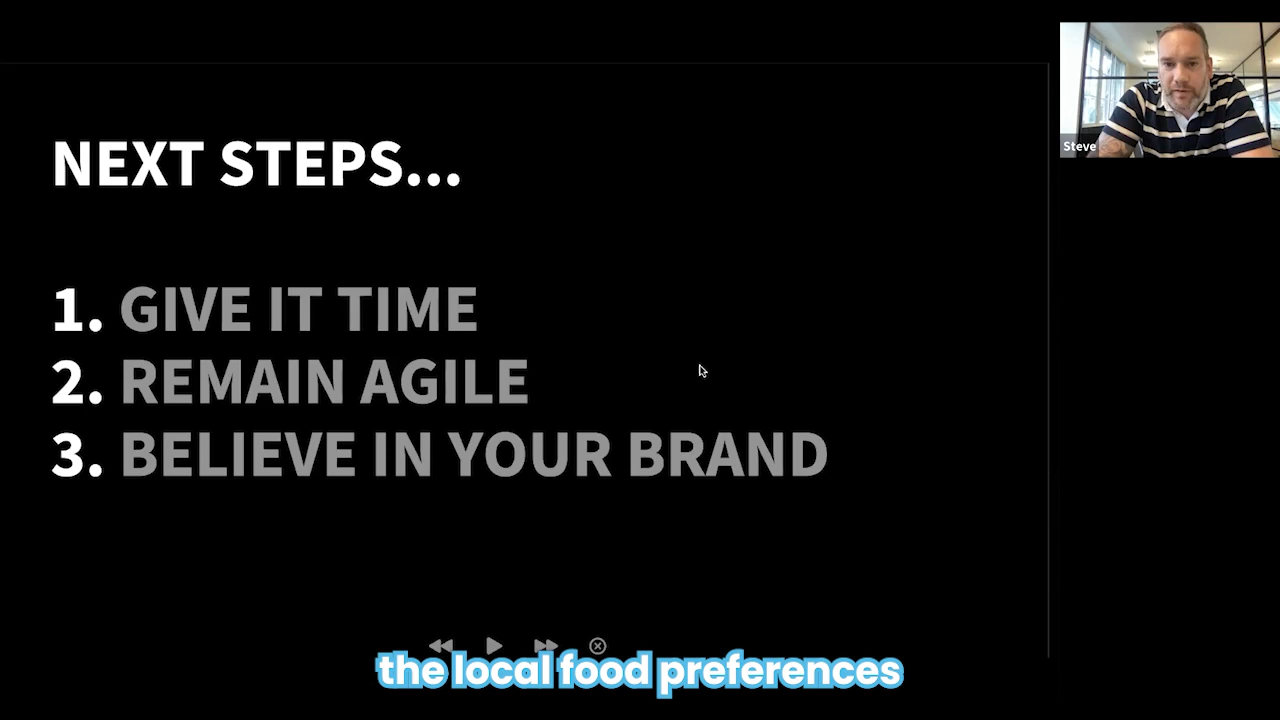 NEXT STEPS...
1. GIVE IT TIME
2. REMAIN AGILE
3. BELIEVE IN YOUR BRAND
Steve
the local food preferences